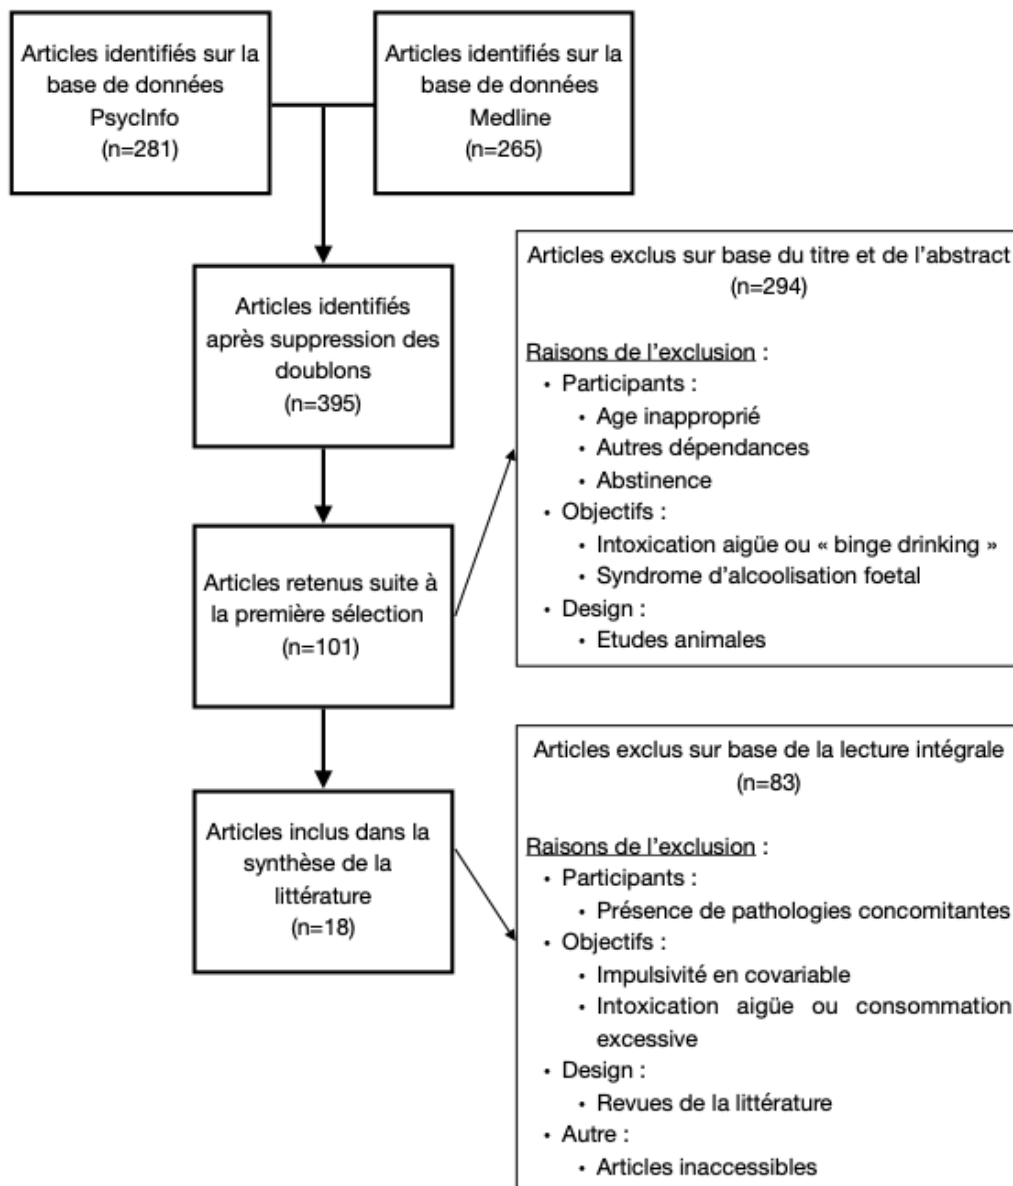 Articles identifiés sur la
base de données
PsycInfo
(n=281)
Articles identifiés sur la
base de données
Medline
(n=265)
Articles identifiés
après suppression des
doublons
(n=395)
Articles exclus sur base du titre et de l'abstract
(n=294)
Raisons de l'exclusion :
• Participants :
• Age inapproprié
• Autres dépendances
• Abstinence
• Objectifs :
• Intoxication aigüe ou « binge drinking »
• Syndrome d'alcoolisation foetal
• Design :
• Etudes animales
Articles retenus suite à
la première sélection
(n=101)
Articles exclus sur base de la lecture intégrale
(n=83)
Raisons de l'exclusion :
• Participants :
• Présence de pathologies concomitantes
• Objectifs :
• Impulsivité en covariable
• Intoxication aigüe ou consommation
excessive
• Design :
• Revues de la littérature
• Autre :
• Articles inaccessibles
Articles inclus dans la
synthèse de la
littérature
(n=18)